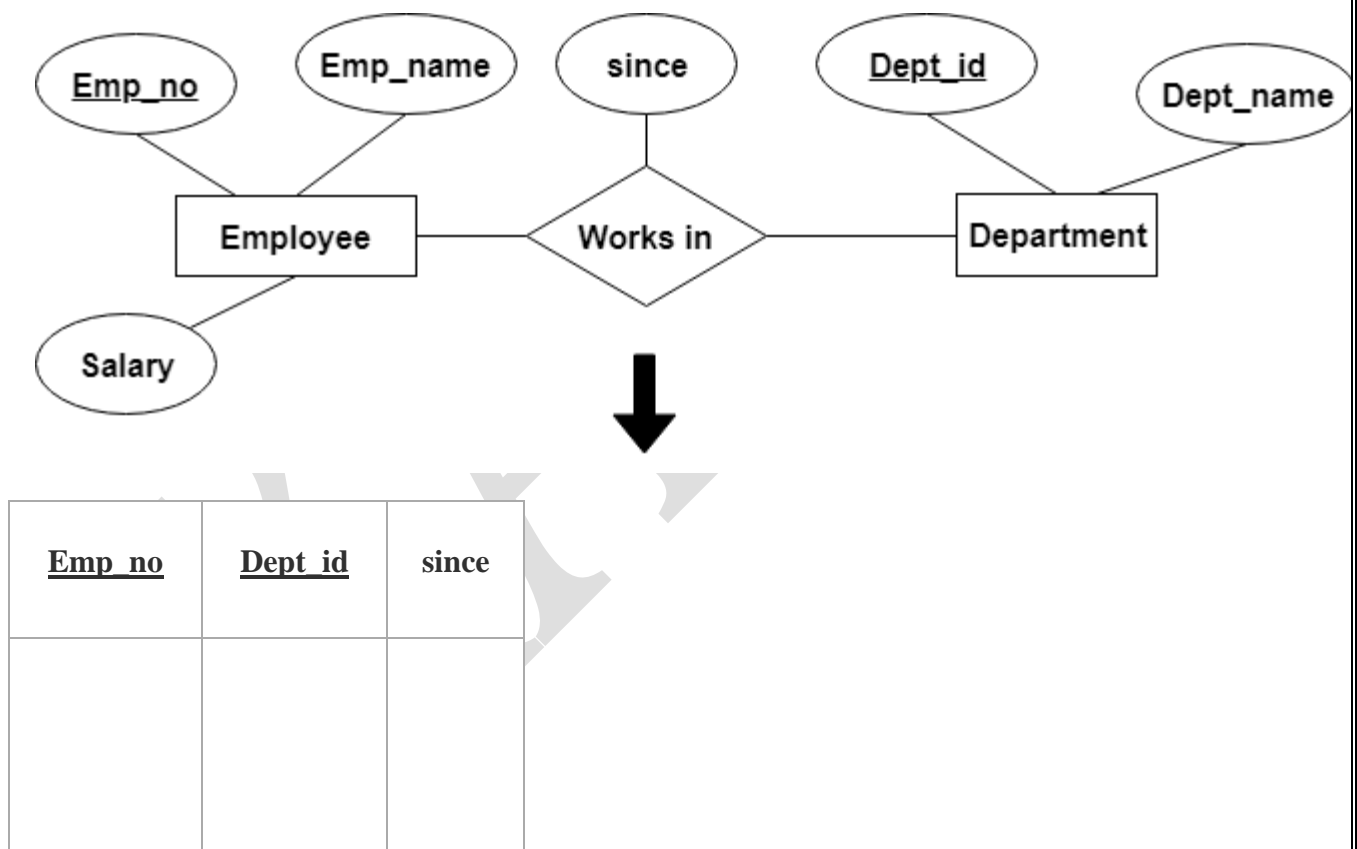 Emp_no
Emp_name
since
Dept_id
Dept_name
Employee
Works in
Department
Salary
Emp_no Dept_id since